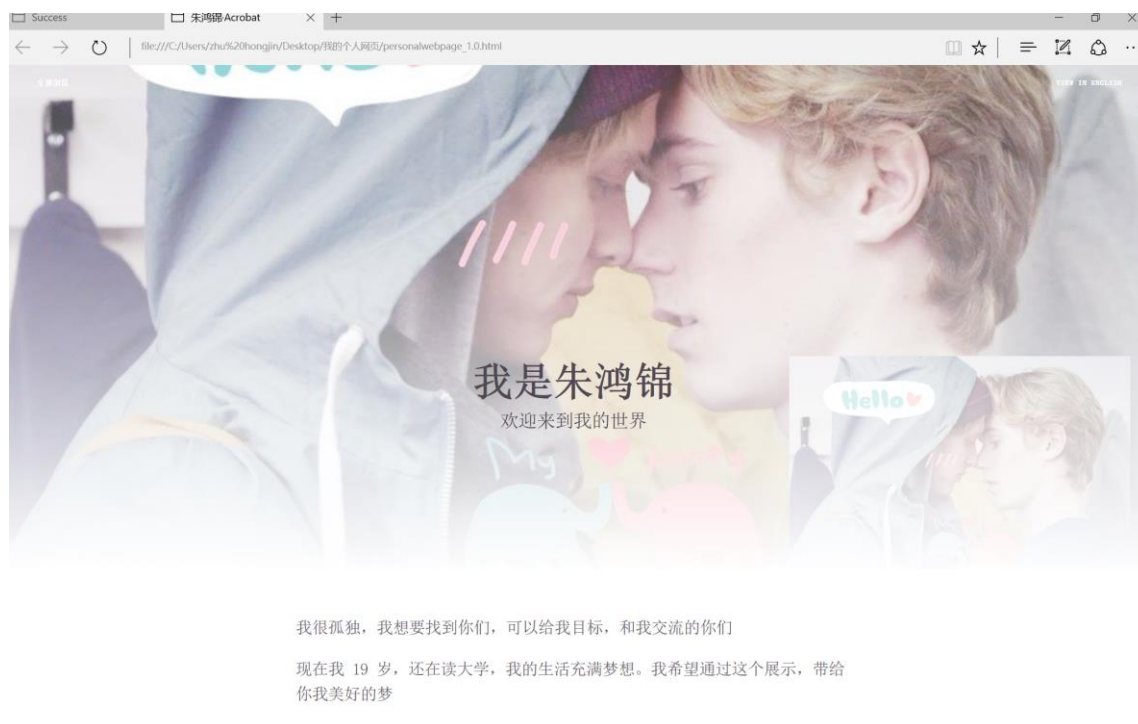 Success
朱鸿锦·Acrobat
file:///C:/Users/zhu%20hongjin/Desktop/我的个人网页/personalwebpage_1.0.html
VIEW IN ENGLISH
我是朱鸿锦
欢迎来到我的世界
Hello
My
我很孤独，我想要找到你们，可以给我目标，和我交流的你们
现在我 19 岁，还在读大学，我的生活充满梦想。我希望通过这个展示，带给
你我美好的梦